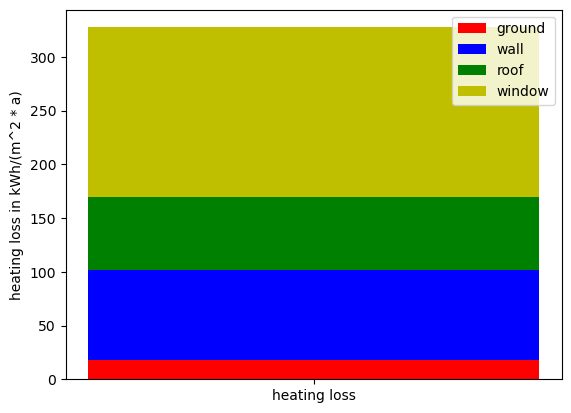 heating loss in kWh/(m^2 * a)
300
250
200
150
100
50
0
heating loss
ground
wall
roof
window